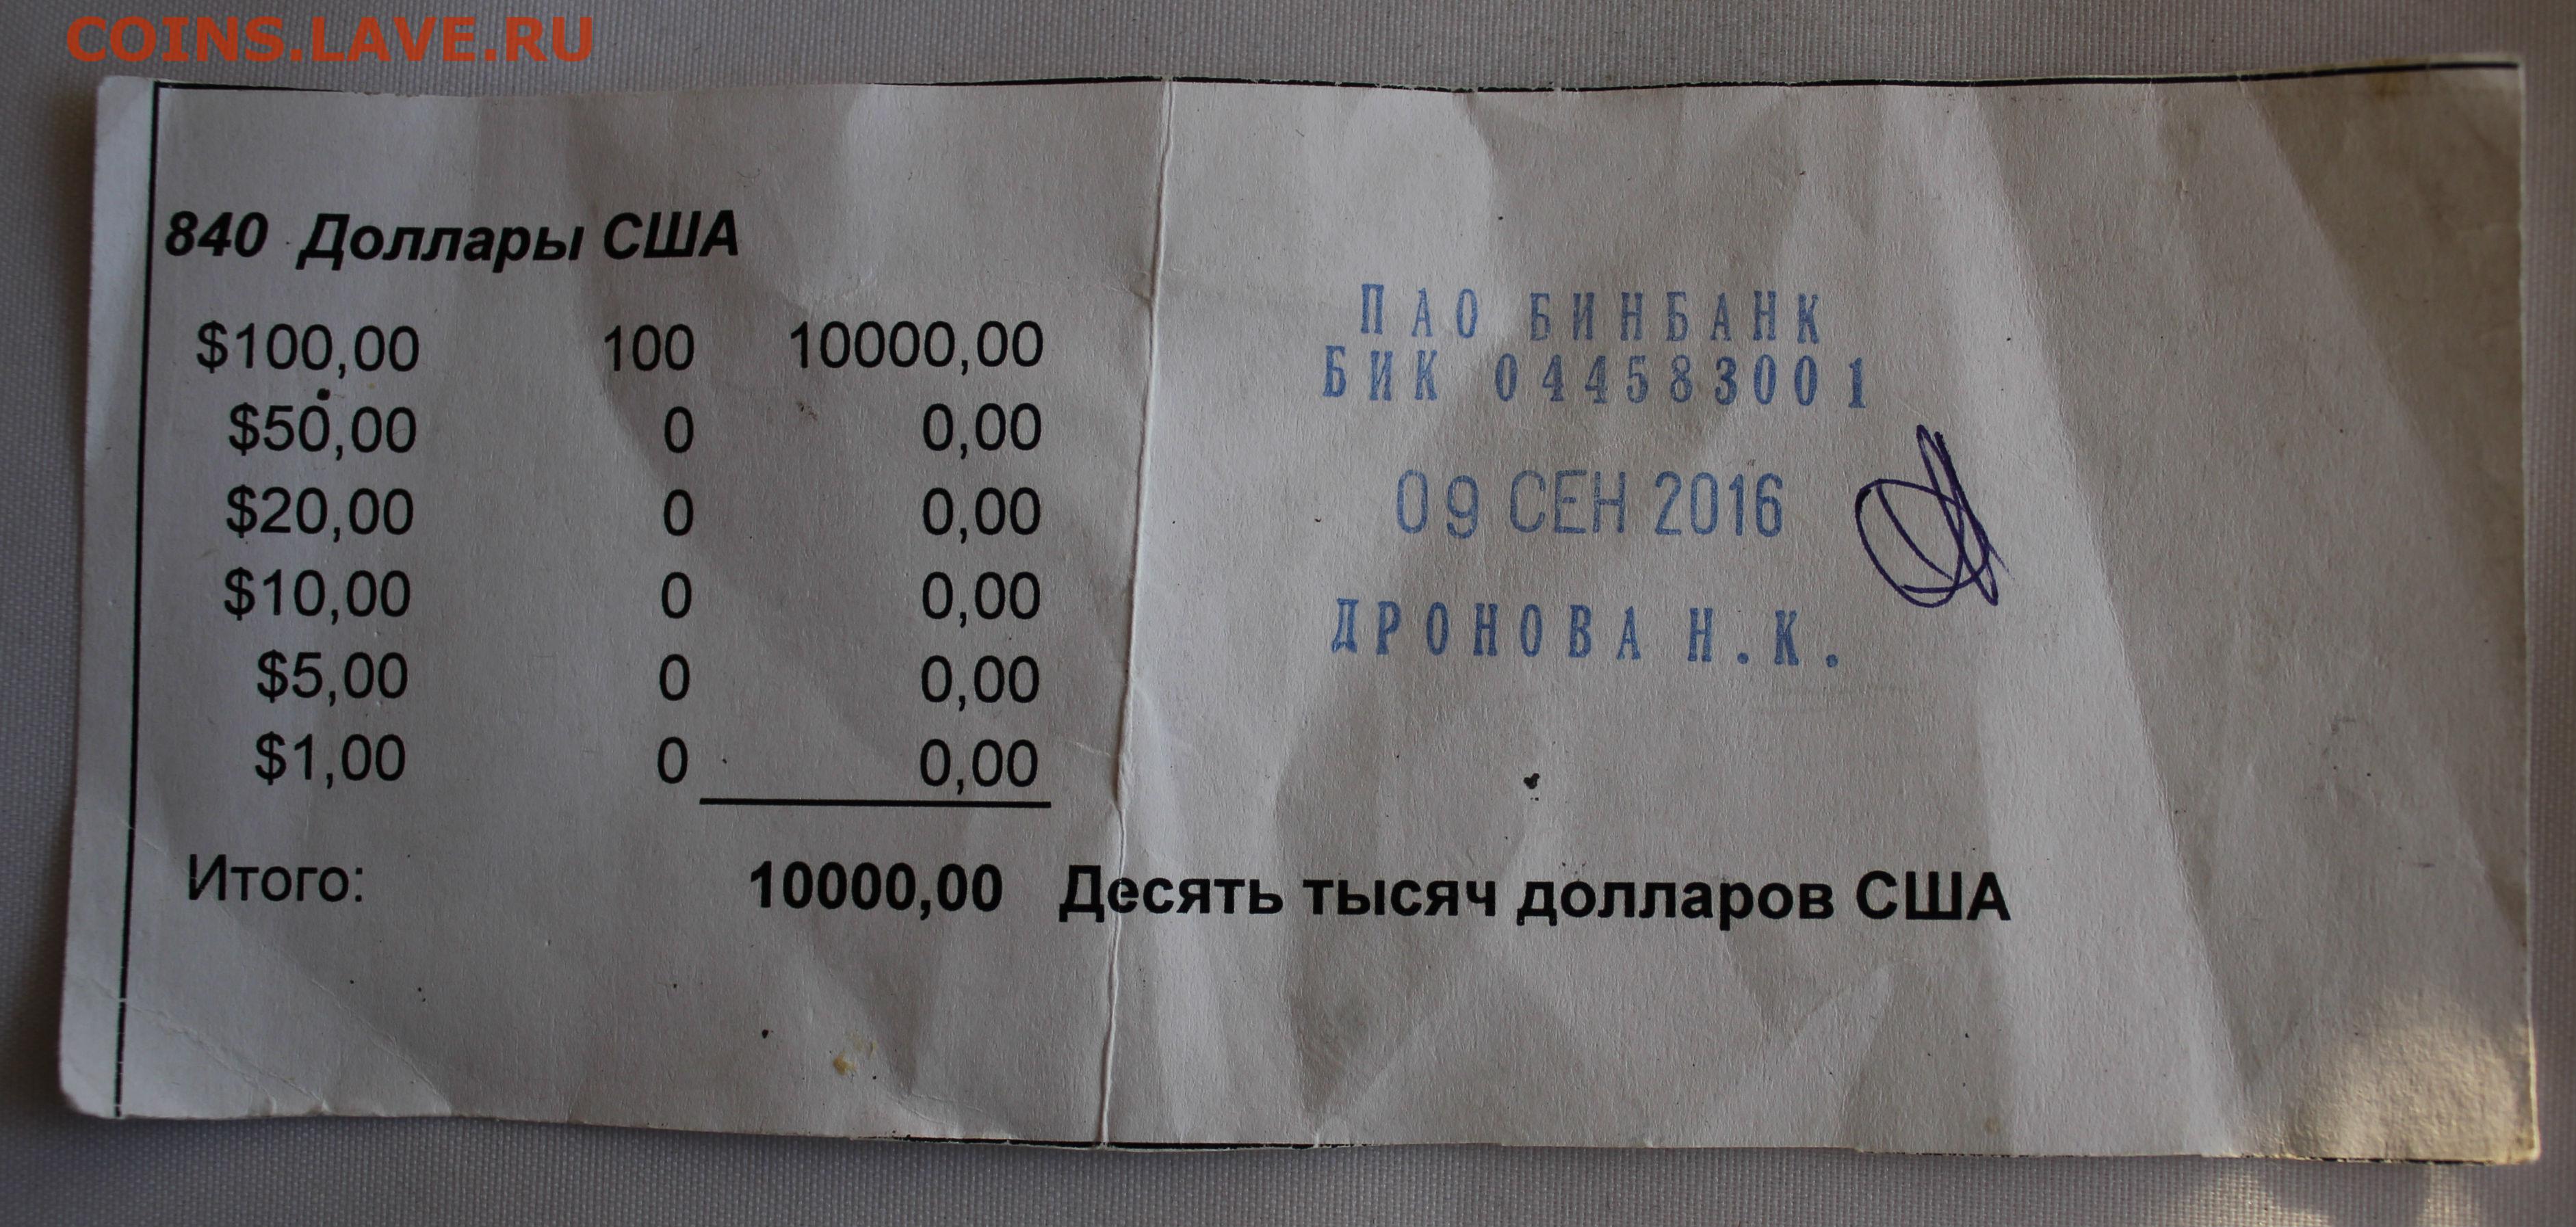 COINS.LAVE.RU
840 Доллары США
$100,00 100 10000,00
$50,00 0 0,00
$20,00 0 0,00
$10,00 0 0,00
$5,00 0 0,00
$1,00 0 0,00
Итого: 10000,00 Десять тысяч долларов США
ПАО БИНБАНК
БИК 044583001
09 СЕН 2016
ДРОНОВА Н.К.